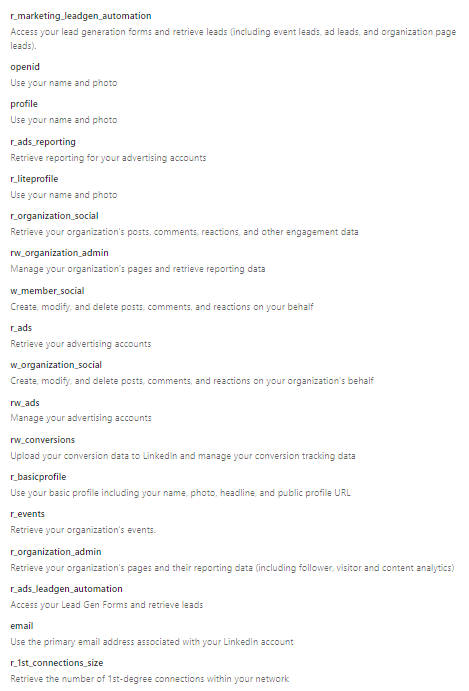 r_marketing_leadgen_automation
Access your lead generation forms and retrieve leads (including event leads, ad leads, and organization page
leads).
openid
Use your name and photo
profile
Use your name and photo
r_ads_reporting
Retrieve reporting for your advertising accounts
r_liteprofile
Use your name and photo
r_organization_social
Retrieve your organization's posts, comments, reactions, and other engagement data
rw_organization_admin
Manage your organization's pages and retrieve reporting data
w_member_social
Create, modify, and delete posts, comments, and reactions on your behalf
r_ads
Retrieve your advertising accounts
w_organization_social
Create, modify, and delete posts, comments, and reactions on your organization's behalf
rw_ads
Manage your advertising accounts
rw_conversions
Upload your conversion data to LinkedIn and manage your conversion tracking data
r_basicprofile
Use your basic profile including your name, photo, headline, and public profile URL
r_events
Retrieve your organization's events.
r_organization_admin
Retrieve your organization's pages and their reporting data (including follower, visitor and content analytics)
r_ads_leadgen_automation
Access your Lead Gen Forms and retrieve leads
email
Use the primary email address associated with your LinkedIn account
r_1st_connections_size
Retrieve the number of 1st-degree connections within your network